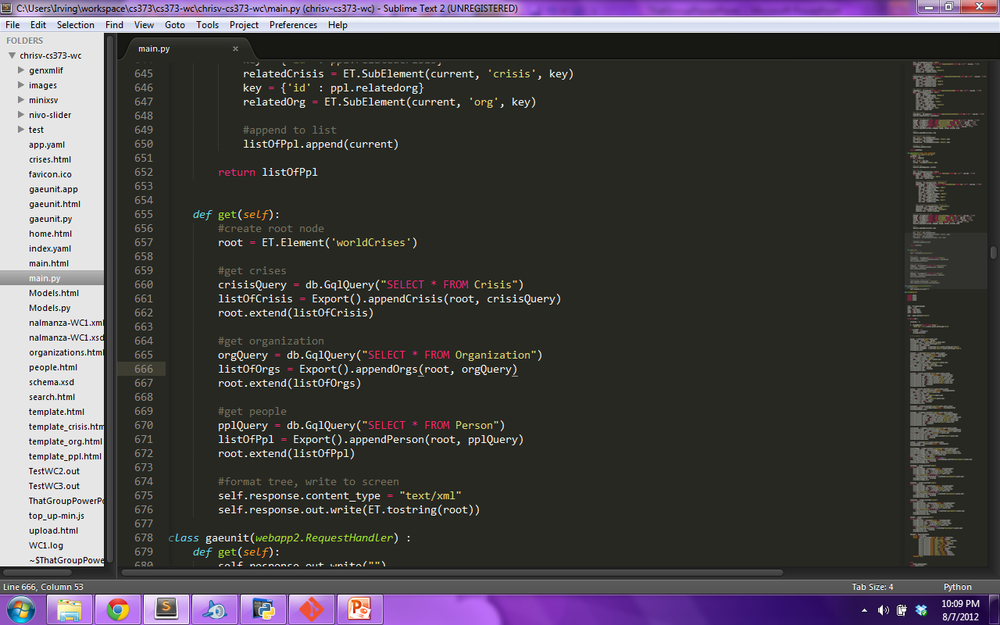 C:\Users\Irving\workspace\cs373\cs373-wc\chrisv-cs373-wc\main.py (chrisv-cs373-wc) - Sublime Text 2 (UNREGISTERED)
File Edit Selection Find View Goto Tools Project Preferences Help
FOLDERS
chrisv-cs373-wc
genxmlif
images
minixsv
nivo-slider
test
app.yaml
crises.html
favicon.ico
gaeunit.app
gaeunit.html
gaeunit.py
home.html
index.yaml
main.html
main.py
Models.html
Models.py
nalmanza-WC1.xml
nalmanza-WC1.xsd
organizations.html
people.html
schema.xsd
search.html
template.html
template_crisis.htm
template_org.html
template_ppl.html
TestWC2.out
TestWC3.out
ThatGroupPowerPo
top_up-min.js
upload.html
WC1.log
~$ThatGroupPowe
main.py
645 relatedCrisis = ET.SubElement(current, 'crisis', key)
646 key = {'id' : ppl.relatedorg}
647 relatedOrg = ET.SubElement(current, 'org', key)
648
649 #append to list
650 listOfPpl.append(current)
651
652 return listOfPpl
653
654
655 def get(self):
656 #create root node
657 root = ET.Element('worldCrises')
658
659 #get crises
660 crisisQuery = db.GqlQuery("SELECT * FROM Crisis")
661 listOfCrisis = Export().appendCrisis(root, crisisQuery)
662 root.extend(listOfCrisis)
663
664 #get organization
665 orgQuery = db.GqlQuery("SELECT * FROM Organization")
666 listOfOrgs = Export().appendOrgs(root, orgQuery)
667 root.extend(listOfOrgs)
668
669 #get people
670 pplQuery = db.GqlQuery("SELECT * FROM Person")
671 listOfPpl = Export().appendPerson(root, pplQuery)
672 root.extend(listOfPpl)
673
674 #format tree, write to screen
675 self.response.content_type = "text/xml"
676 self.response.out.write(ET.tostring(root))
677
678 class gaeunit(webapp2.RequestHandler) :
679 def get(self):
680 self.response.out.write("")
Line 666, Column 53
Tab Size: 4
Python
10:09 PM
8/7/2012